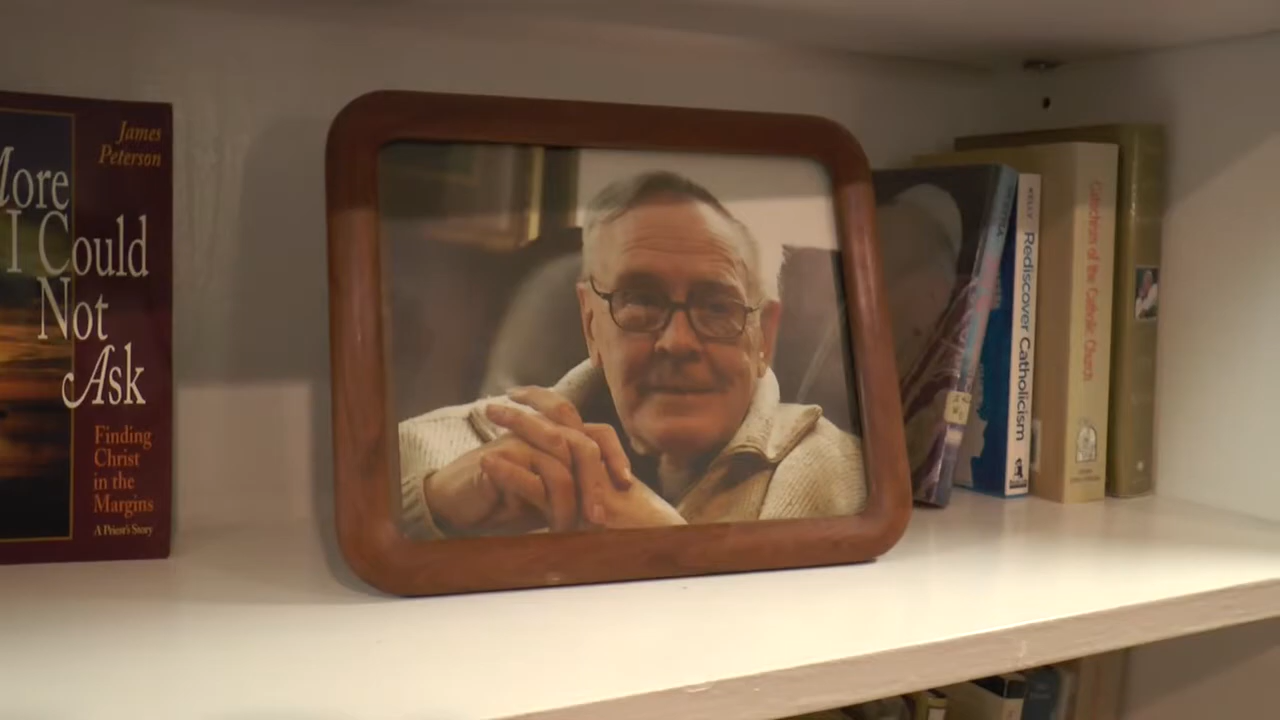 James
Peterson
More
I Could
Not
Ask
Finding
Christ
in the
Margins
A Priest's Story
KELLY
Rediscover Catholicism
Catechism of the Catholic Church